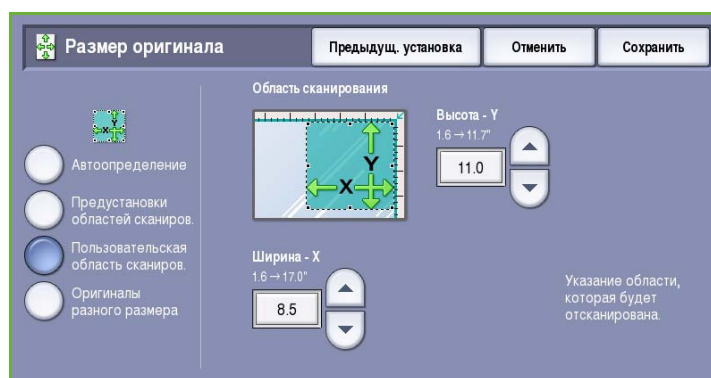 Размер оригинала
Предыдущ. установка
Отменить
Сохранить
Автоопределение
Предустановки
областей сканиров.
Пользовательская
область сканиров.
Оригиналы
разного размера
Область сканирования
Y
X
Высота - Y
1.6→11.7"
11.0
Ширина - X
1.6→17.0"
8.5
Указание области,
которая будет
отсканирована.